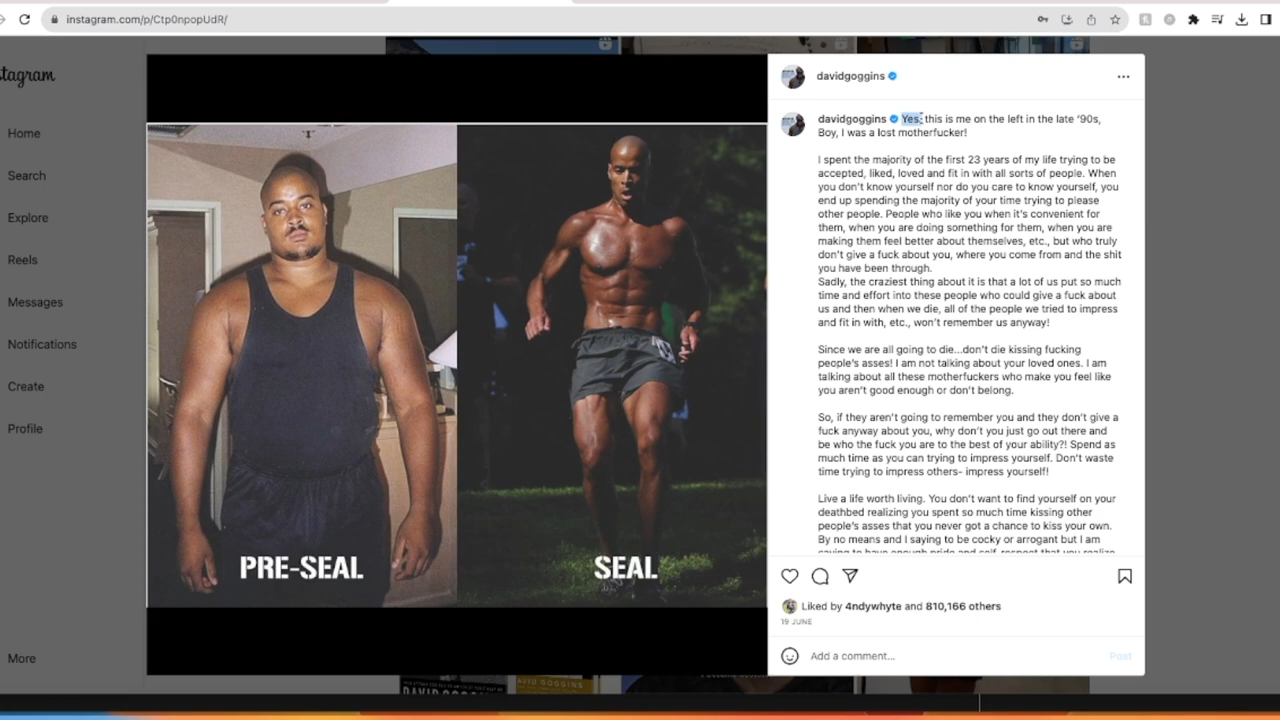 instagram.com/p/Ctp0npopUdR/
stagram
Home
Search
Explore
Reels
Messages
Notifications
Create
Profile
More
PRE-SEAL
SEAL
davidgoggins
davidgoggins Yes, this is me on the left in the late '90s,
Boy, I was a lost motherfucker!
I spent the majority of the first 23 years of my life trying to be
accepted, liked, loved and fit in with all sorts of people. When
you don't know yourself nor do you care to know yourself, you
end up spending the majority of your time trying to please
other people. People who like you when it's convenient for
them, when you are doing something for them, when you are
making them feel better about themselves, etc., but who truly
don't give a fuck about you, where you come from and the shit
you have been through.
Sadly, the craziest thing about it is that a lot of us put so much
time and effort into these people who could give a fuck about
us and then when we die, all of the people we tried to impress
and fit in with, etc., won't remember us anyway!
Since we are all going to die...don't die kissing fucking
people's asses! I am not talking about your loved ones. I am
talking about all these motherfuckers who make you feel like
you aren't good enough or don't belong.
So, if they aren't going to remember you and they don't give a
fuck anyway about you, why don't you just go out there and
be who the fuck you are to the best of your ability?! Spend as
much time as you can trying to impress yourself. Don't waste
time trying to impress others- impress yourself!
Live a life worth living. You don't want to find yourself on your
deathbed realizing you spent so much time kissing other
people's asses that you never got a chance to kiss your own.
By no means and I saying to be cocky or arrogant but I am
saying to have enough pride and self-respect that you realize
Liked by 4ndywhyte and 810,166 others
19 JUNE
Add a comment...
Post
DAVID GOGGINS